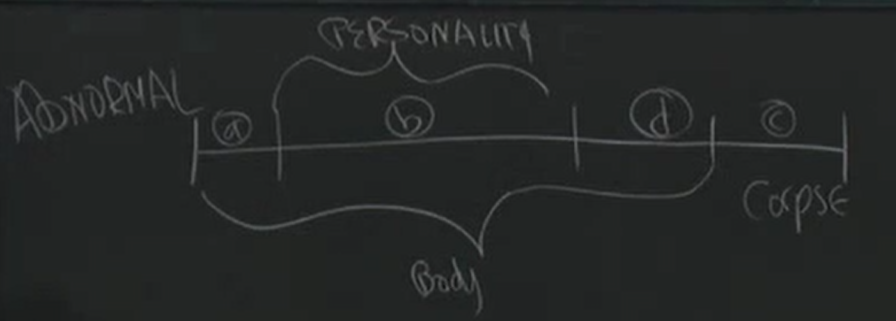 PERSONALITY
ABNORMAL
a b d c
Corpse
Body